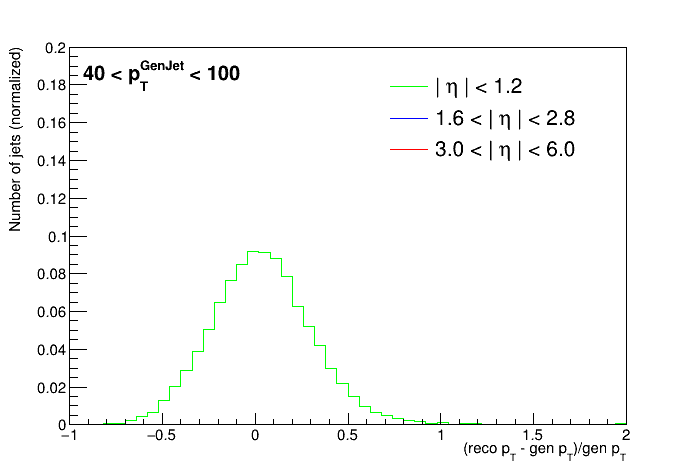 Number of jets (normalized)
0.2
0.18
0.16
0.14
0.12
0.1
0.08
0.06
0.04
0.02
0
40 < p_T^GenJet < 100
| η | < 1.2
1.6 < | η | < 2.8
3.0 < | η | < 6.0
−1 −0.5 0 0.5 1 1.5 2
(reco p_T - gen p_T)/gen p_T